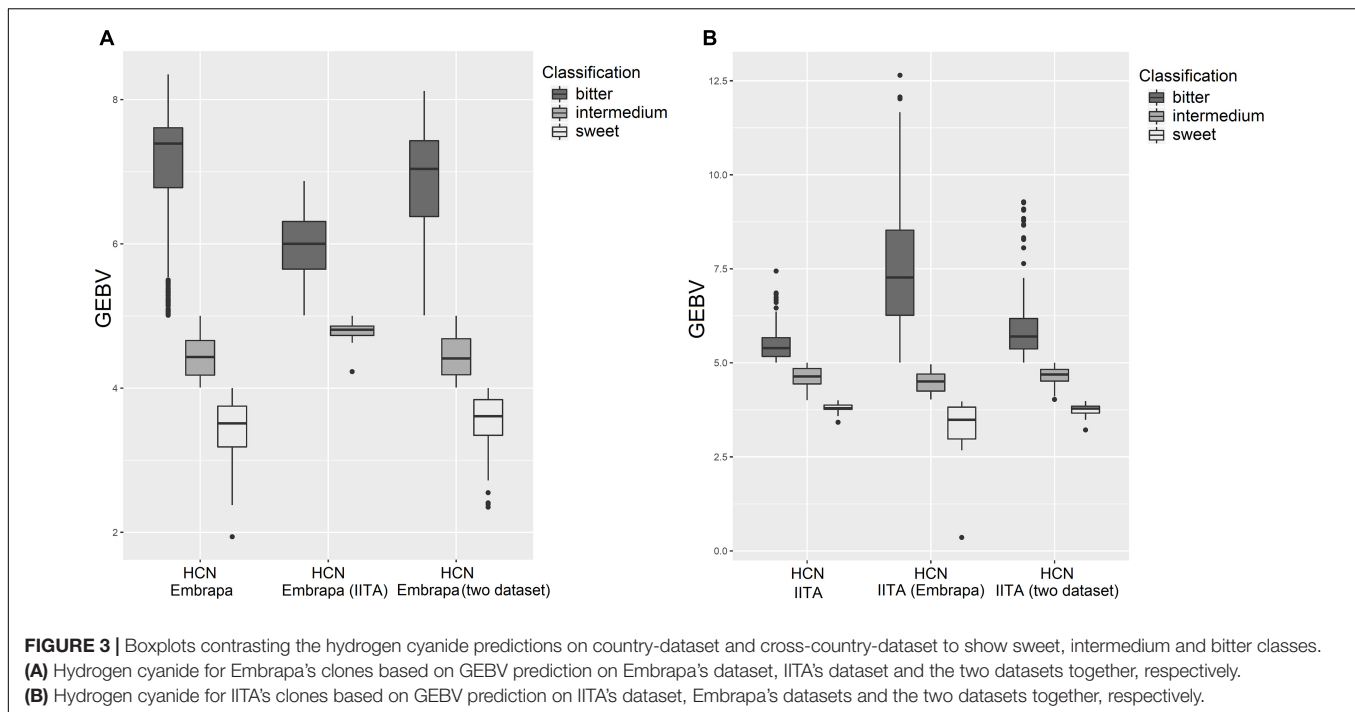 A
Classification
bitter
intermedium
sweet
GEBV
8
6
4
2
HCN
Embrapa
HCN
Embrapa (IITA)
HCN
Embrapa (two dataset)
B
Classification
bitter
intermedium
sweet
GEBV
12.5
10.0
7.5
5.0
2.5
0.0
HCN
IITA
HCN
IITA (Embrapa)
HCN
IITA (two dataset)
FIGURE 3 | Boxplots contrasting the hydrogen cyanide predictions on country-dataset and cross-country-dataset to show sweet, intermedium and bitter classes.
(A) Hydrogen cyanide for Embrapa's clones based on GEBV prediction on Embrapa's dataset, IITA's dataset and the two datasets together, respectively.
(B) Hydrogen cyanide for IITA's clones based on GEBV prediction on IITA's dataset, Embrapa's datasets and the two datasets together, respectively.